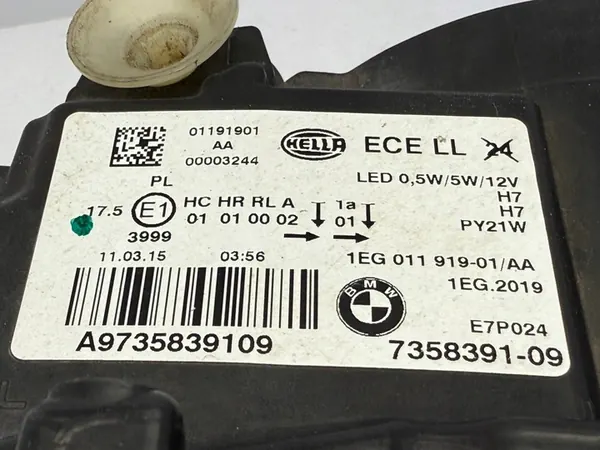 01191901
AA
00003244
HELLA
ECE LL 24
LED 0,5W/5W/12V
H7
H7
PY21W
PL
17.5 E1 HC HR RL A 1a
01 01 00 02 01
3999
11.03.15 03:56
1EG 011 919-01/AA
BMW
1EG.2019
E7P024
A9735839109
7358391-09